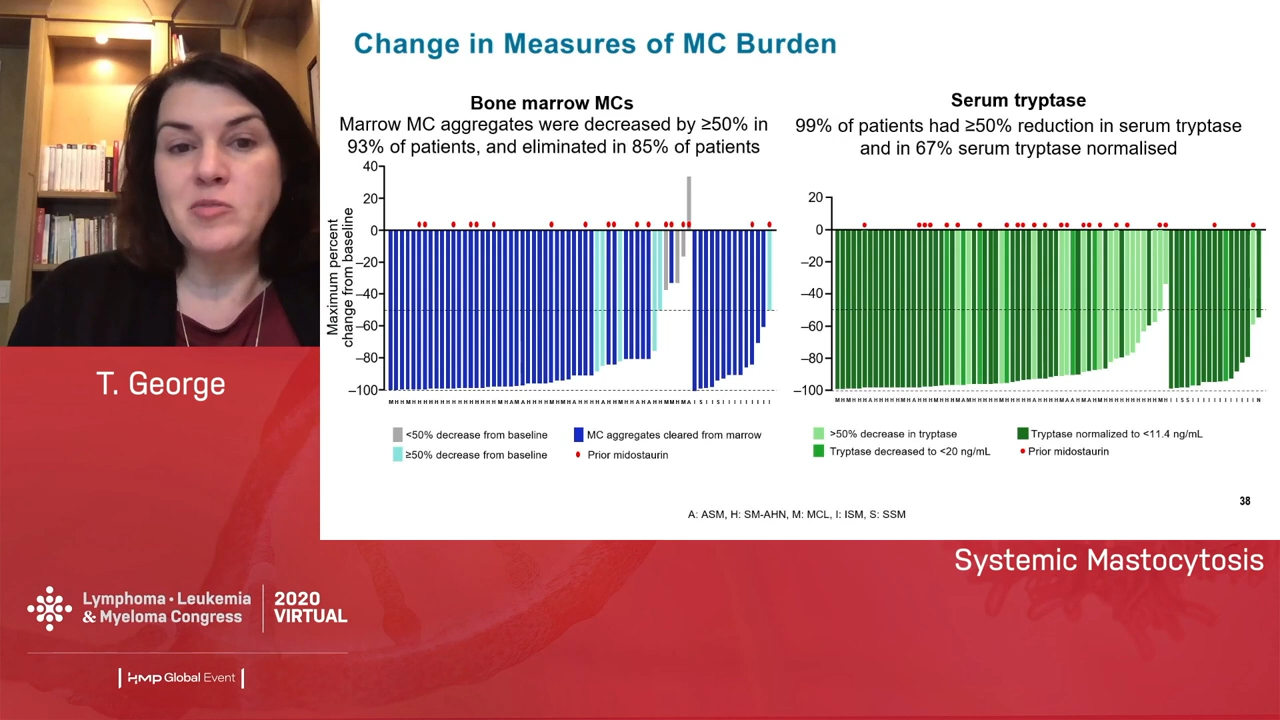 Change in Measures of MC Burden
Bone marrow MCs
Marrow MC aggregates were decreased by ≥50% in
93% of patients, and eliminated in 85% of patients
Serum tryptase
99% of patients had ≥50% reduction in serum tryptase
and in 67% serum tryptase normalised
Maximum percent
change from baseline
40
20
0
–20
–40
–60
–80
–100
20
0
–20
–40
–60
–80
–100
<50% decrease from baseline
MC aggregates cleared from marrow
≥50% decrease from baseline
Prior midostaurin
>50% decrease in tryptase
Tryptase normalized to <11.4 ng/mL
Tryptase decreased to <20 ng/mL
Prior midostaurin
38
A: ASM, H: SM-AHN, M: MCL, I: ISM, S: SSM
T. George
Systemic Mastocytosis
Lymphoma • Leukemia
& Myeloma Congress
2020
VIRTUAL
HMP Global Event